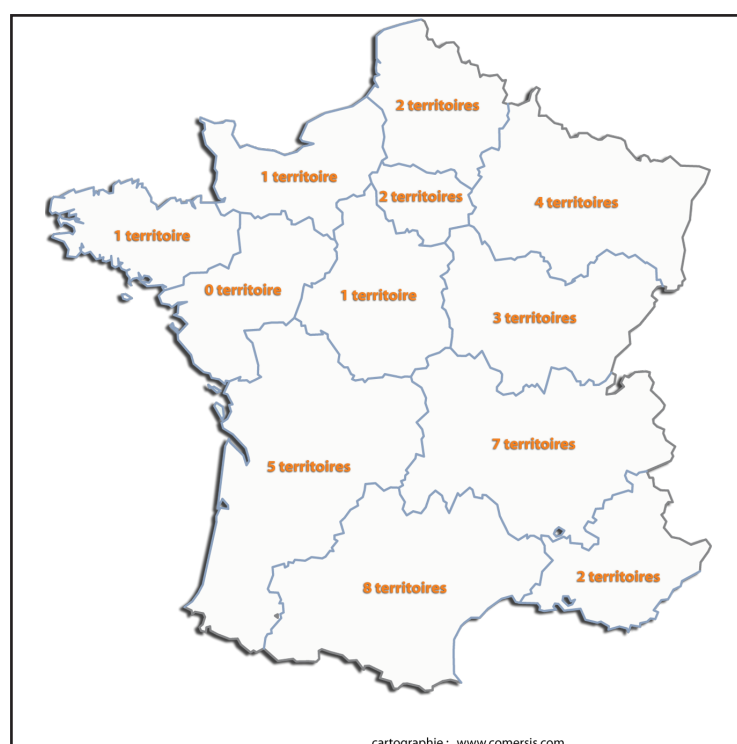 2 territoires
1 territoire
2 territoires
4 territoires
1 territoire
0 territoire
1 territoire
3 territoires
7 territoires
5 territoires
2 territoires
8 territoires
cartographie : www.comersis.com